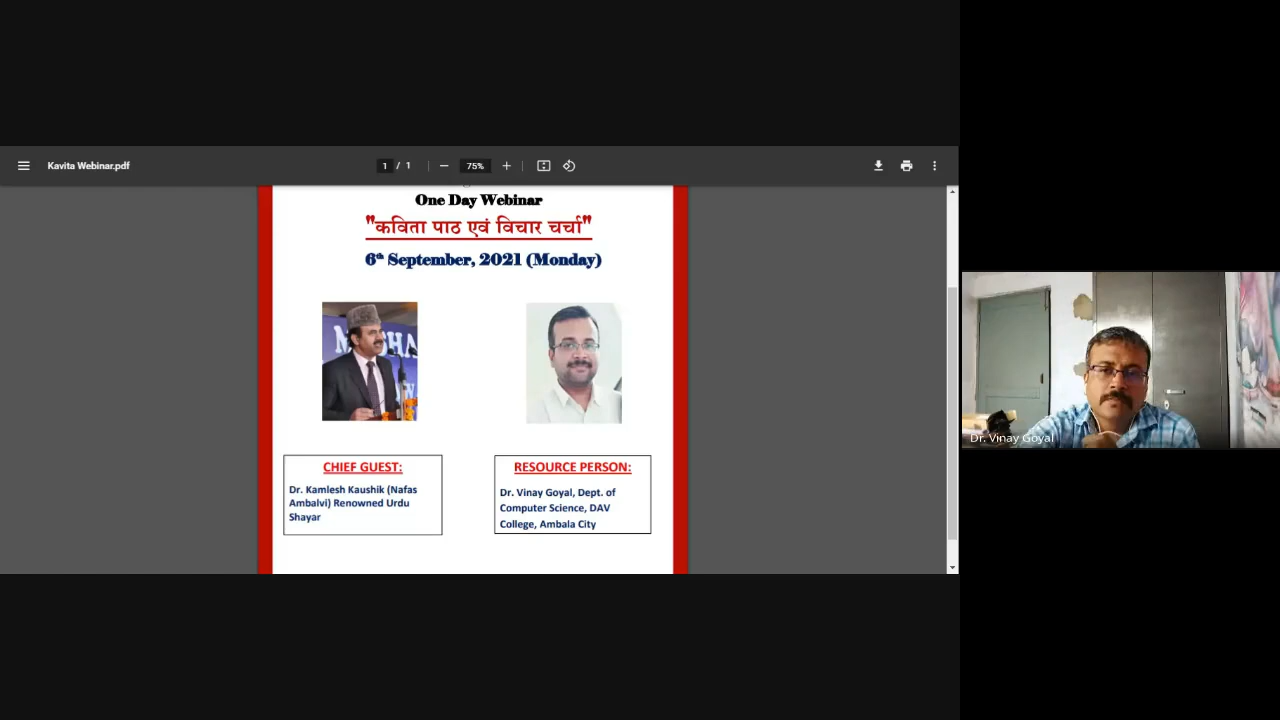 Kavita Webinar.pdf
1 / 1
75%
One Day Webinar
"कविता पाठ एवं विचार चर्चा"
6th September, 2021 (Monday)
CHIEF GUEST:
Dr. Kamlesh Kaushik (Nafas
Ambalvi) Renowned Urdu
Shayar
RESOURCE PERSON:
Dr. Vinay Goyal, Dept. of
Computer Science, DAV
College, Ambala City
Dr. Vinay Goyal